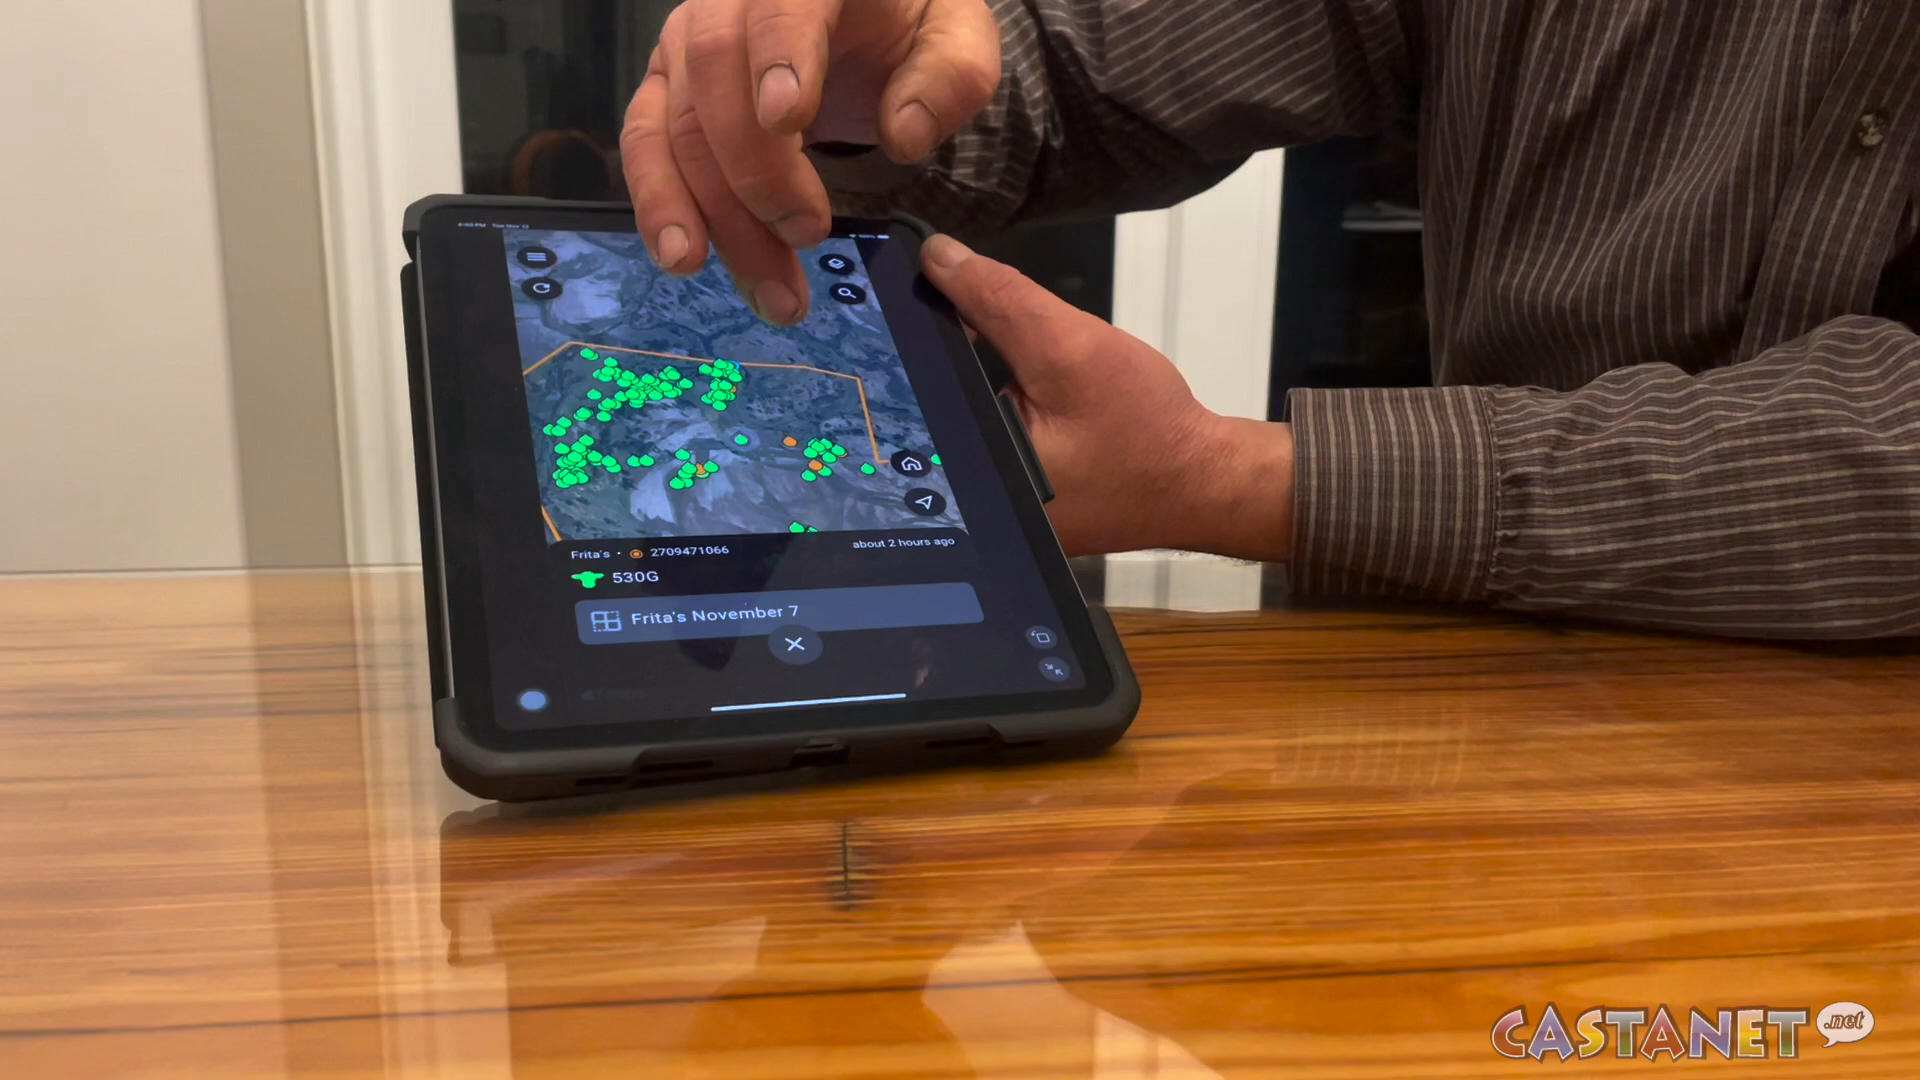 Frita's • 2709471066
about 2 hours ago
530G
Frita's November 7
CASTANET .net